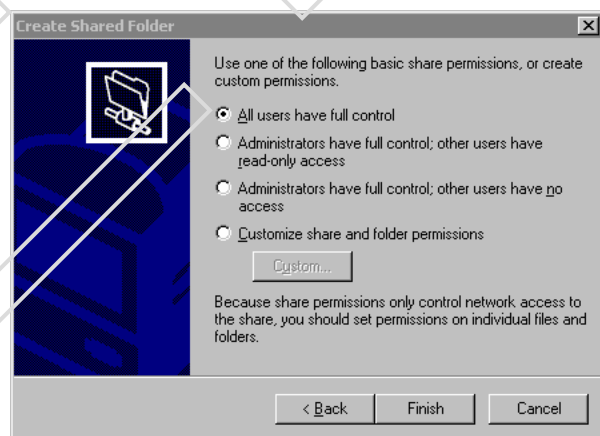 Create Shared Folder
Use one of the following basic share permissions, or create
custom permissions.
All users have full control
Administrators have full control; other users have
read-only access
Administrators have full control; other users have no
access
Customize share and folder permissions
Custom...
Because share permissions only control network access to
the share, you should set permissions on individual files and
folders.
< Back Finish Cancel